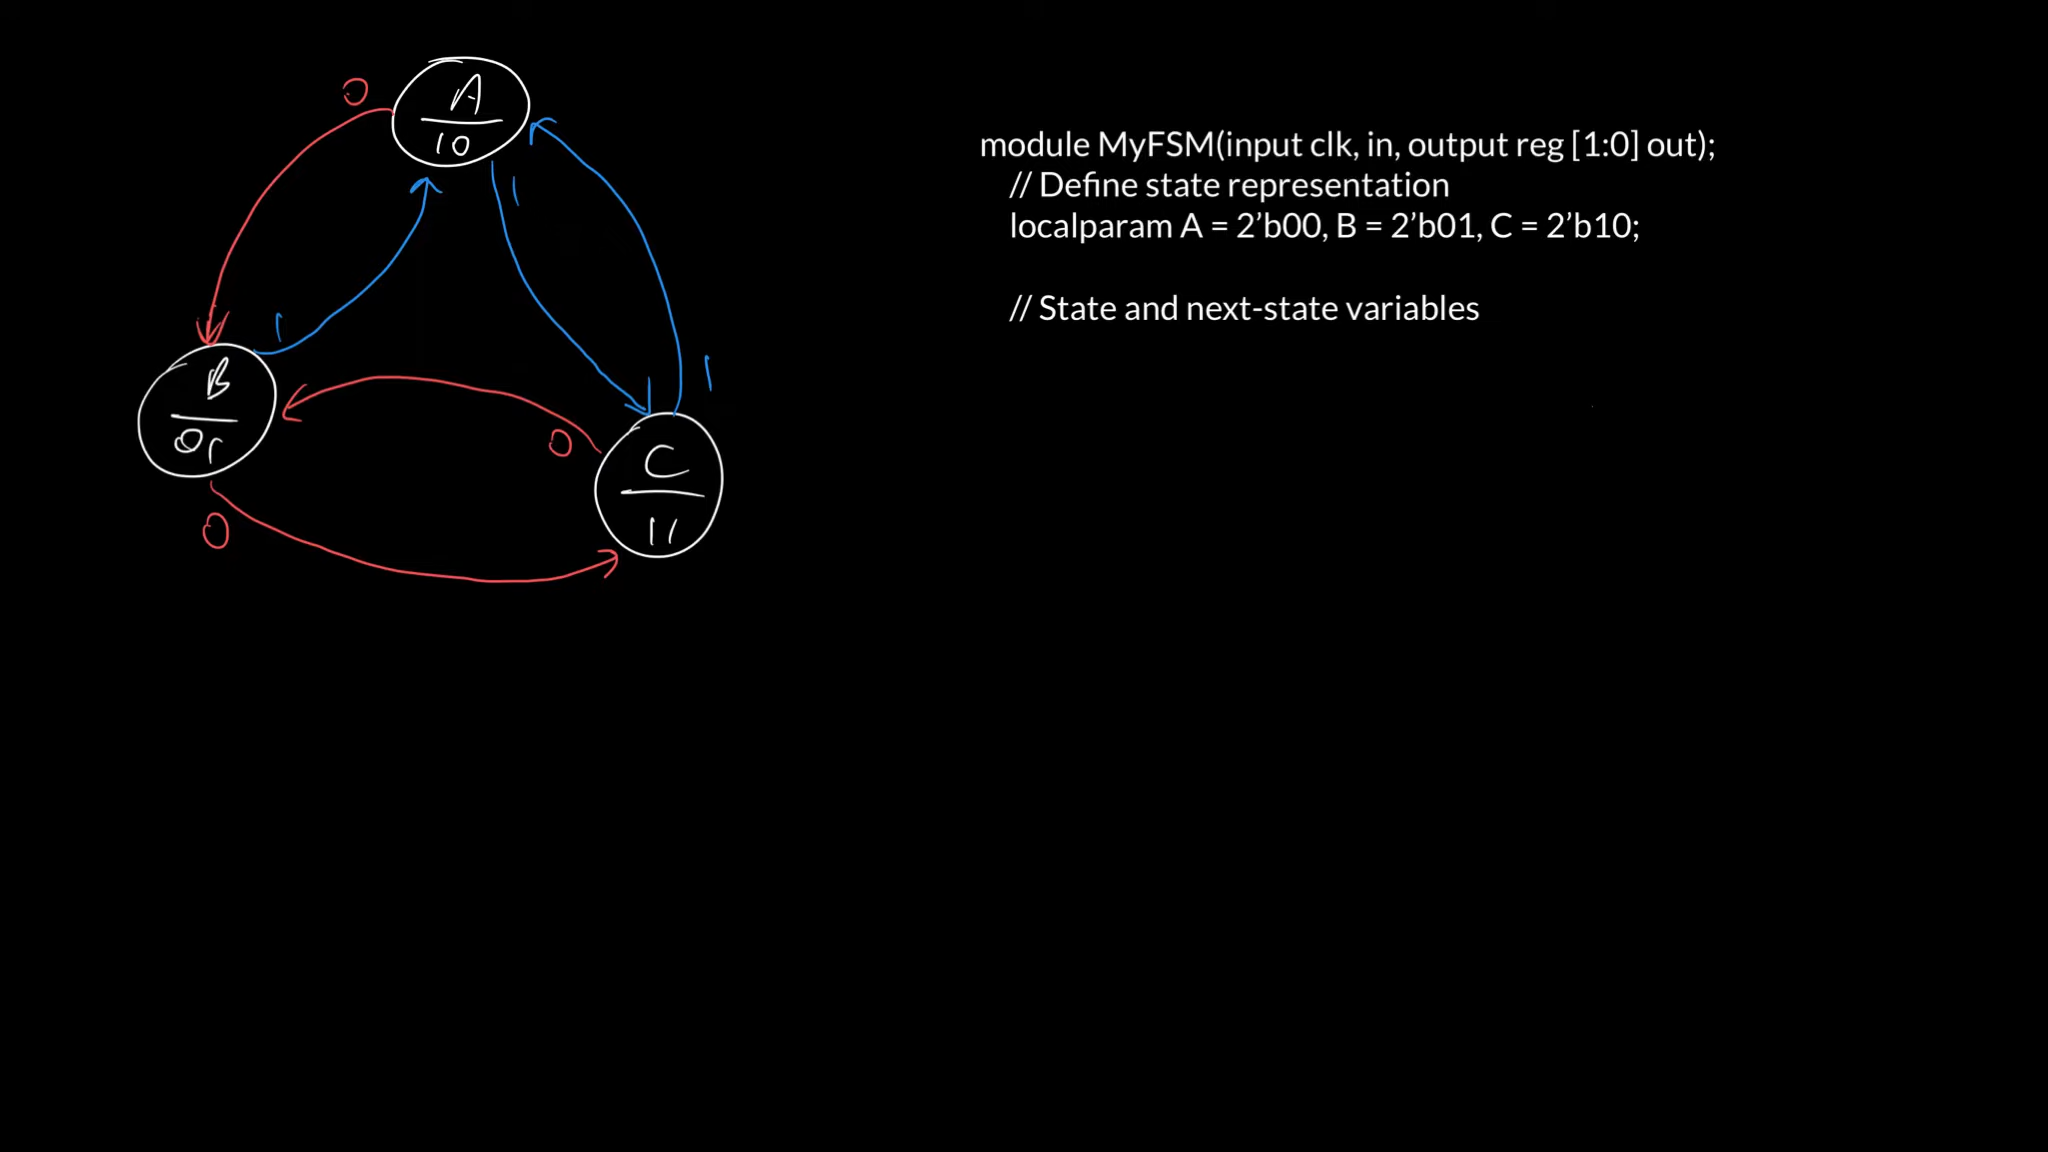 0
A
10
1
1
B
01
0
1
0
C
11
module MyFSM(input clk, in, output reg [1:0] out);
// Define state representation
localparam A = 2’b00, B = 2’b01, C = 2’b10;
// State and next-state variables